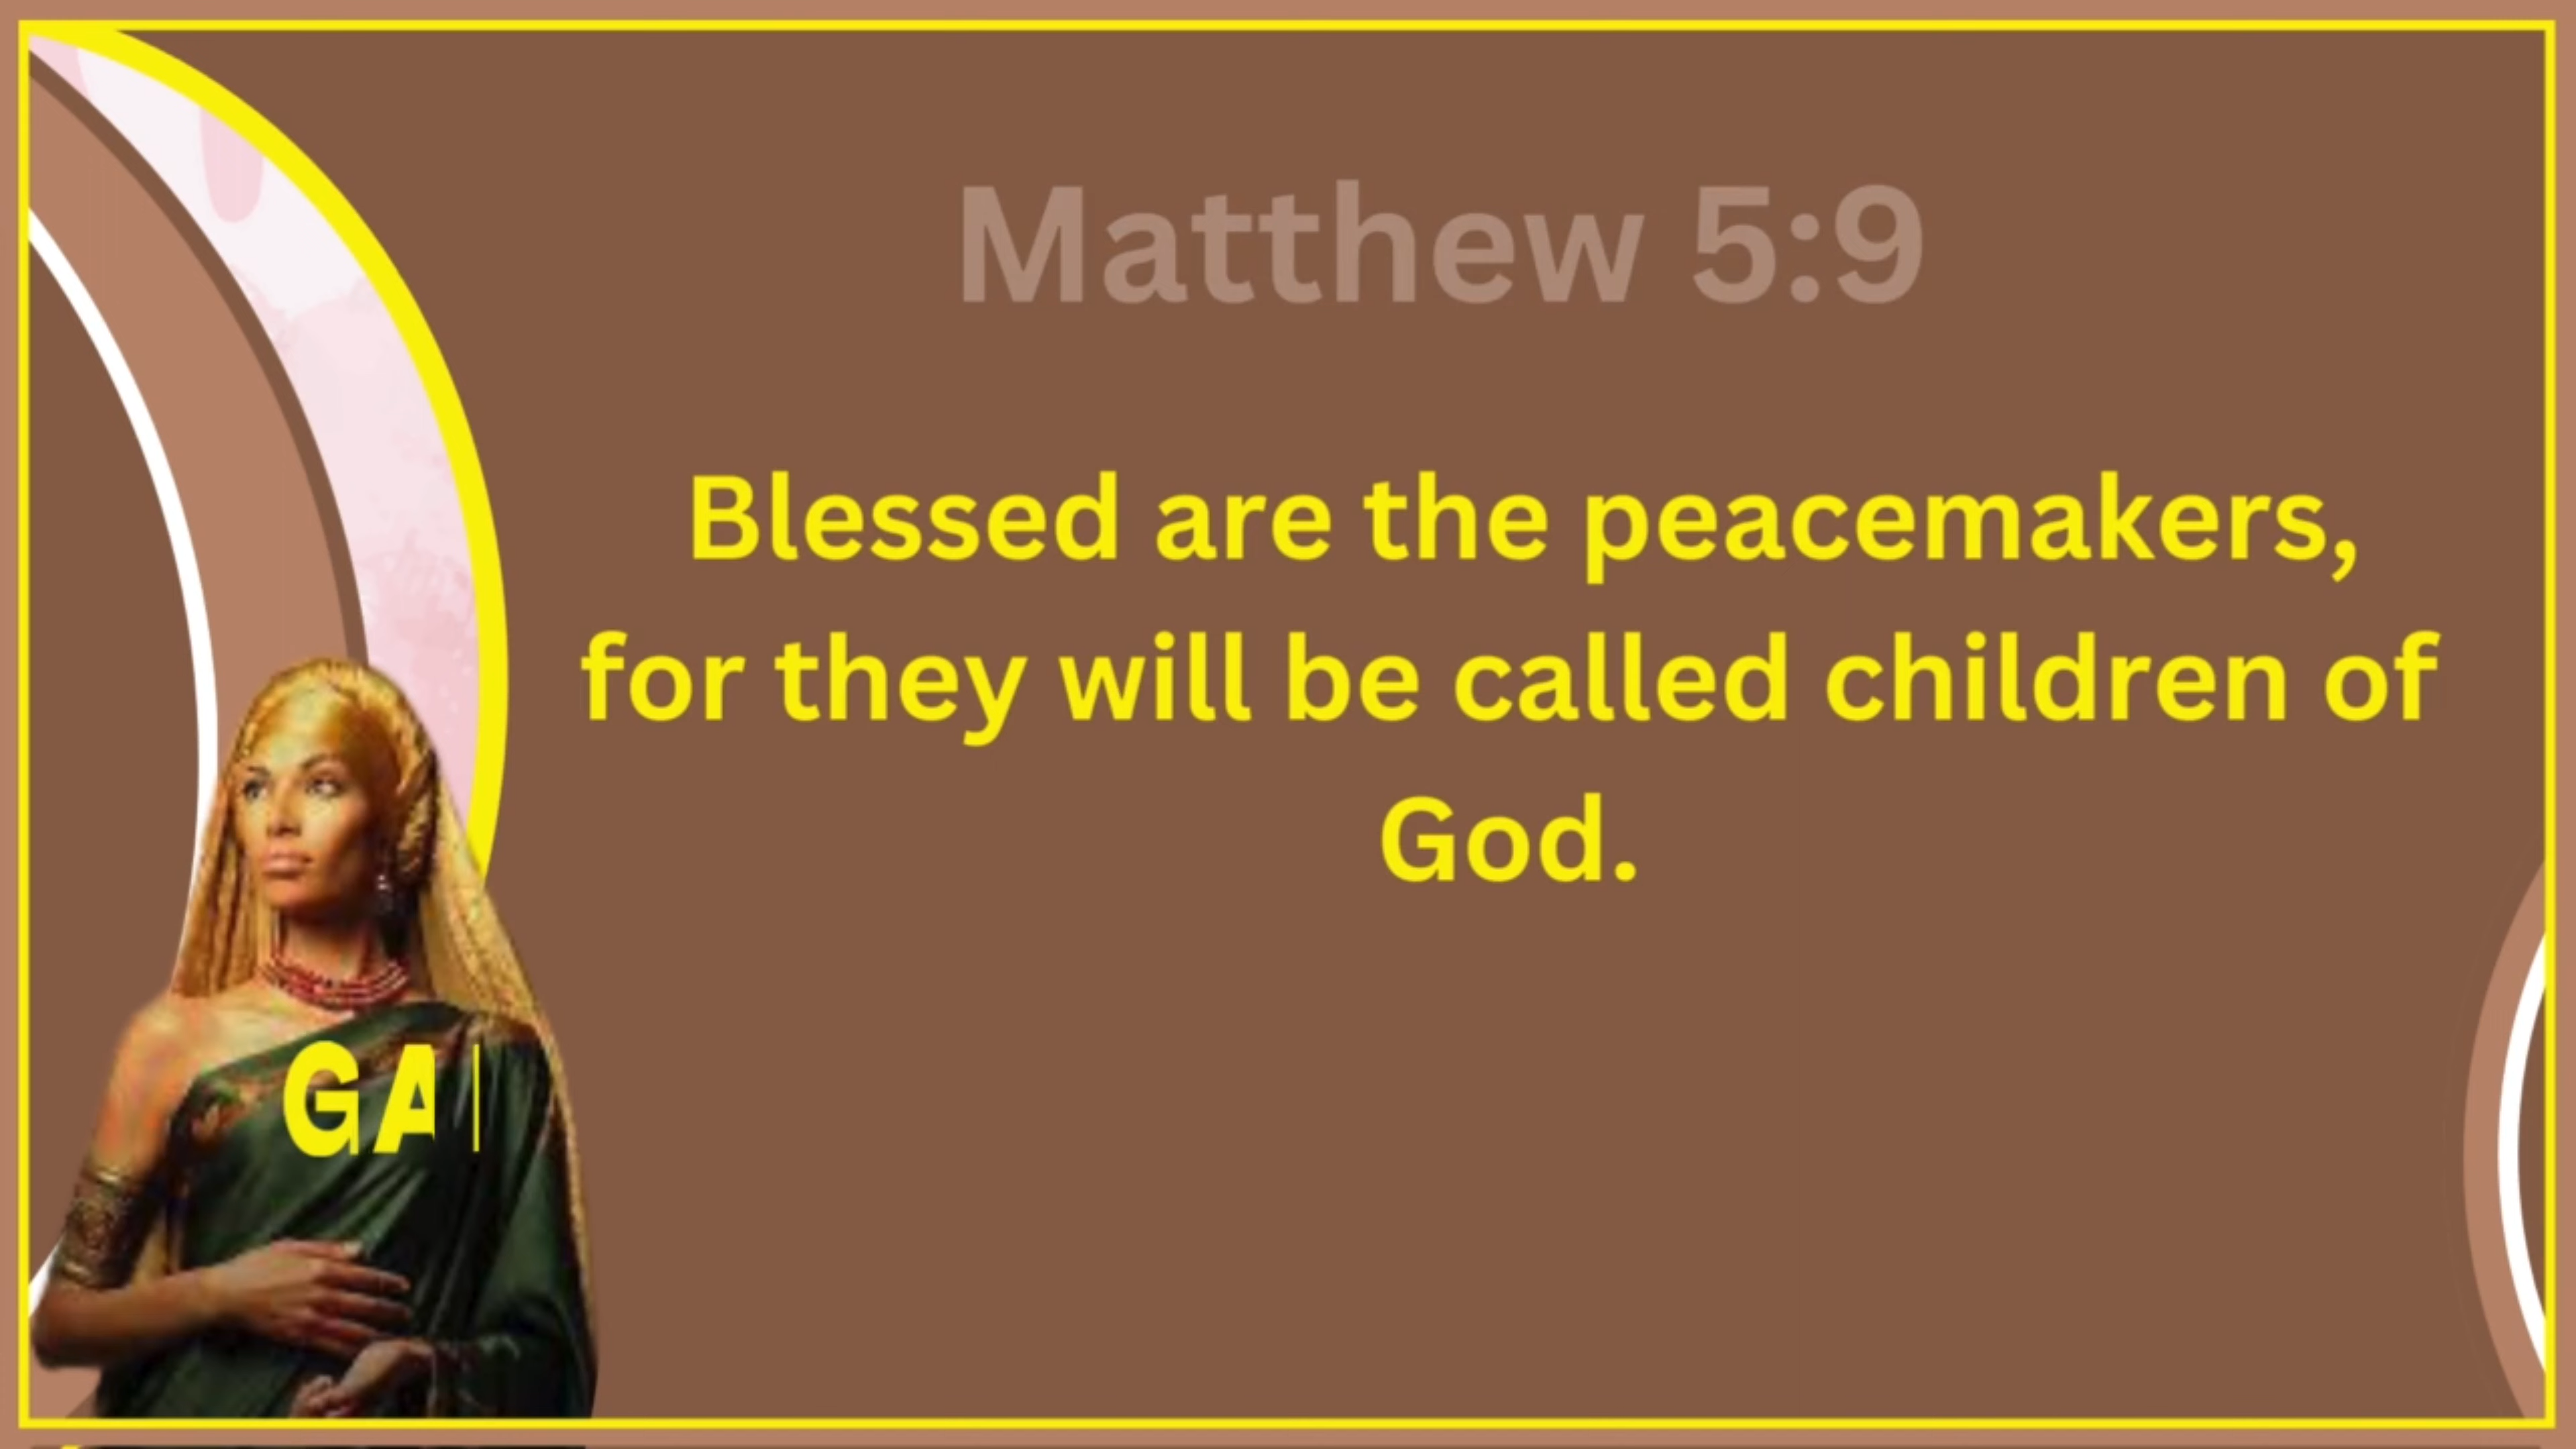 Matthew 5:9
Blessed are the peacemakers,
for they will be called children of
God.
GA